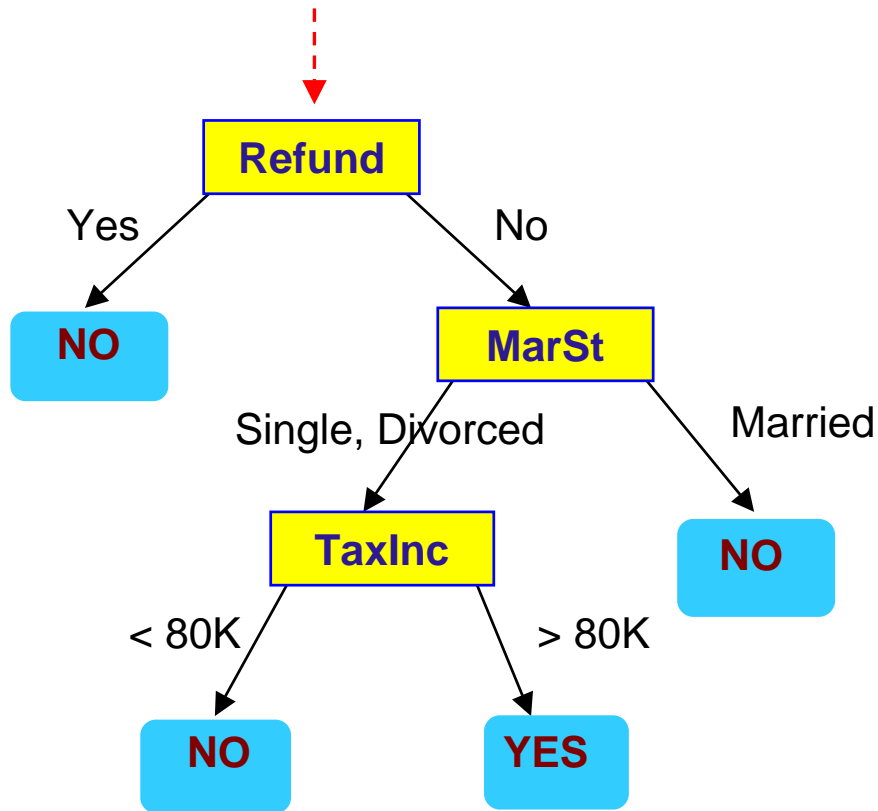 Refund
Yes
No
NO
MarSt
Single, Divorced
Married
TaxInc
NO
< 80K
> 80K
NO
YES